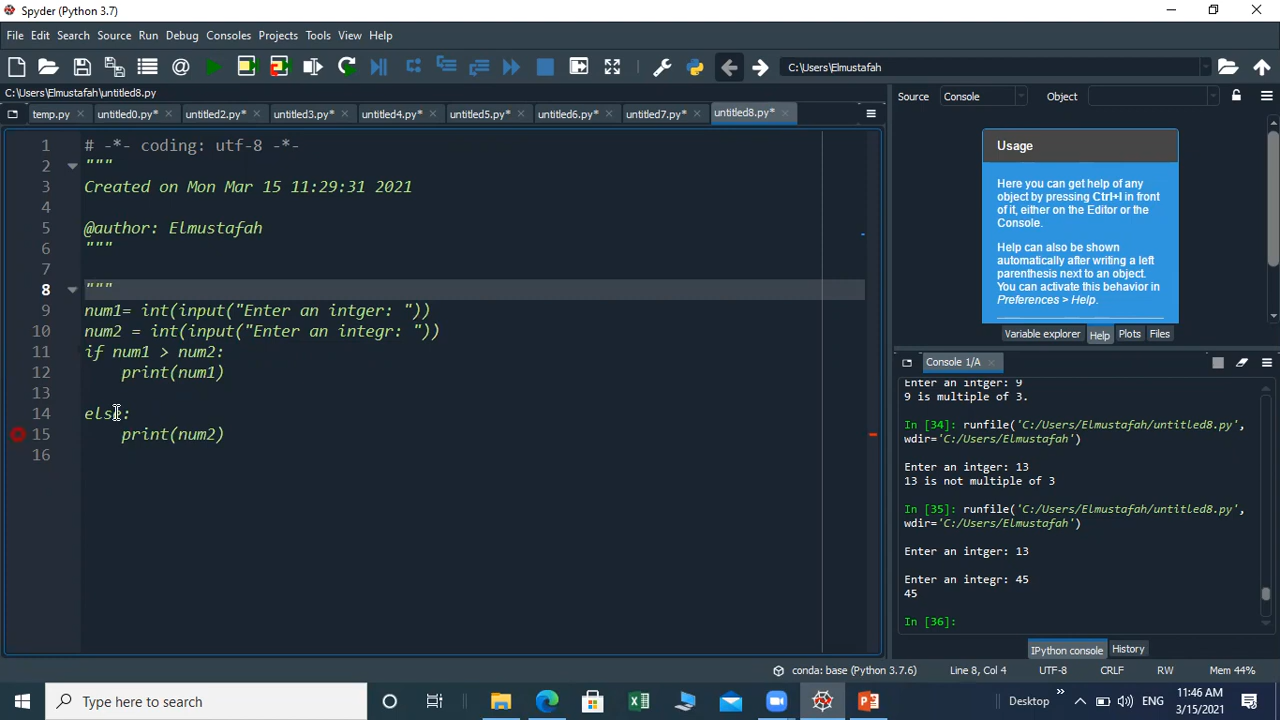 Spyder (Python 3.7)
File Edit Search Source Run Debug Consoles Projects Tools View Help
C:\Users\Elmustafah
C:\Users\Elmustafah\untitled8.py
temp.py untitled0.py* untitled2.py* untitled3.py* untitled4.py* untitled5.py* untitled6.py* untitled7.py* untitled8.py*
1 # -*- coding: utf-8 -*-
2 """
3 Created on Mon Mar 15 11:29:31 2021
4
5 @author: Elmustafah
6 """
7
8 """
9 num1= int(input("Enter an intger: "))
10 num2 = int(input("Enter an integr: "))
11 if num1 > num2:
12 print(num1)
13
14 else:
15 print(num2)
16
Source Console Object
Usage
Here you can get help of any
object by pressing Ctrl+I in front
of it, either on the Editor or the
Console.
Help can also be shown
automatically after writing a left
parenthesis next to an object.
You can activate this behavior in
Preferences > Help.
Variable explorer Help Plots Files
Console 1/A
Enter an intger: 9
9 is multiple of 3.
In [34]: runfile('C:/Users/Elmustafah/untitled8.py',
wdir='C:/Users/Elmustafah')
Enter an intger: 13
13 is not multiple of 3
In [35]: runfile('C:/Users/Elmustafah/untitled8.py',
wdir='C:/Users/Elmustafah')
Enter an intger: 13
Enter an integr: 45
45
In [36]:
IPython console History
conda: base (Python 3.7.6) Line 8, Col 4 UTF-8 CRLF RW Mem 44%
Type here to search
Desktop ENG
11:46 AM
3/15/2021